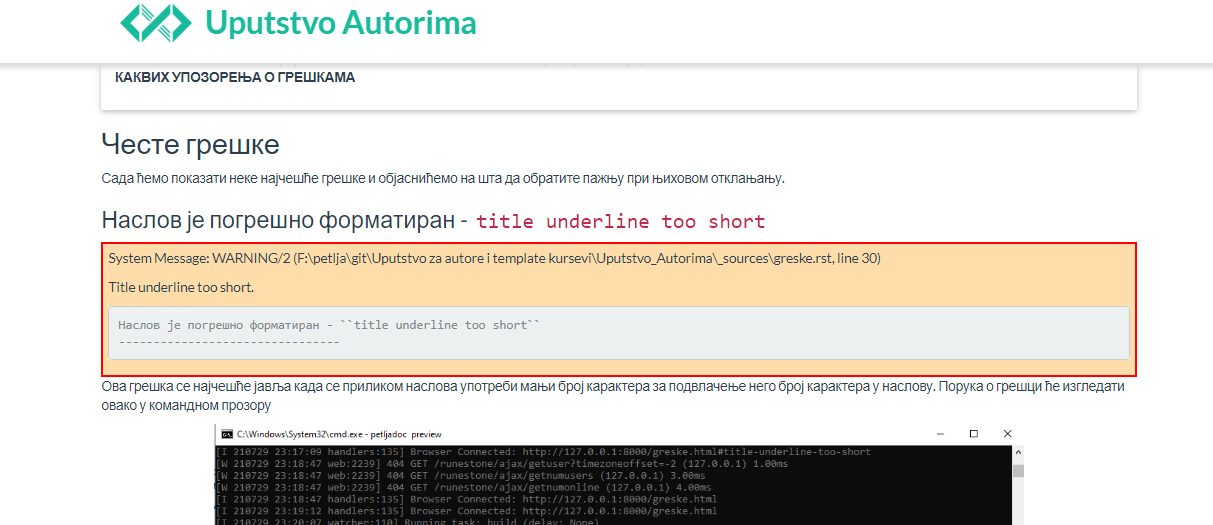 Uputstvo Autorima
КАКВИХ УПОЗОРЕЊА О ГРЕШКАМА
Честе грешке
Сада ћемо показати неке најчешће грешке и објаснићемо на шта да обратите пажњу при њиховом отклањању.
Наслов је погрешно форматиран - title underline too short
System Message: WARNING/2 (F:\petlja\git\Uputstvo za autore i template kursevi\Uputstvo_Autorima\_sources\greske.rst, line 30)
Title underline too short.
Наслов је погрешно форматиран - ``title underline too short``
--------------------------------
Ова грешка се најчешће јавља када се приликом наслова употреби мањи број карактера за подвлачење него број карактера у наслову. Порука о грешци ће изгледати
овако у командном прозору
C:\Windows\System32\cmd.exe - petljadoc preview
[I 210729 23:17:09 handlers:135] Browser Connected: http://127.0.0.1:8000/greske.html#title-underline-too-short
[W 210729 23:18:47 web:2239] 404 GET /runestone/ajax/getuser?timezoneoffset=-2 (127.0.0.1) 1.00ms
[W 210729 23:18:47 web:2239] 404 GET /runestone/ajax/getnumusers (127.0.0.1) 3.00ms
[W 210729 23:18:47 web:2239] 404 GET /runestone/ajax/getnumonline (127.0.0.1) 4.00ms
[I 210729 23:18:47 handlers:135] Browser Connected: http://127.0.0.1:8000/greske.html
[I 210729 23:19:12 handlers:135] Browser Connected: http://127.0.0.1:8000/greske.html
[I 210729 23:20:07 watcher:110] Running task: build (delay: None)